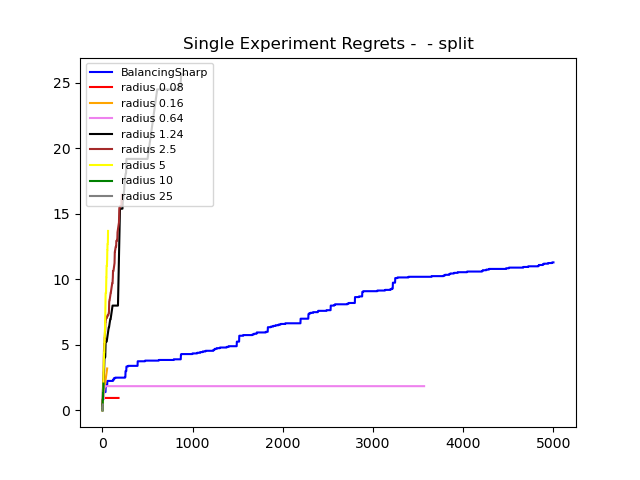 Single Experiment Regrets -  - split
25
20
15
10
5
0
BalancingSharp
radius 0.08
radius 0.16
radius 0.64
radius 1.24
radius 2.5
radius 5
radius 10
radius 25
0 1000 2000 3000 4000 5000